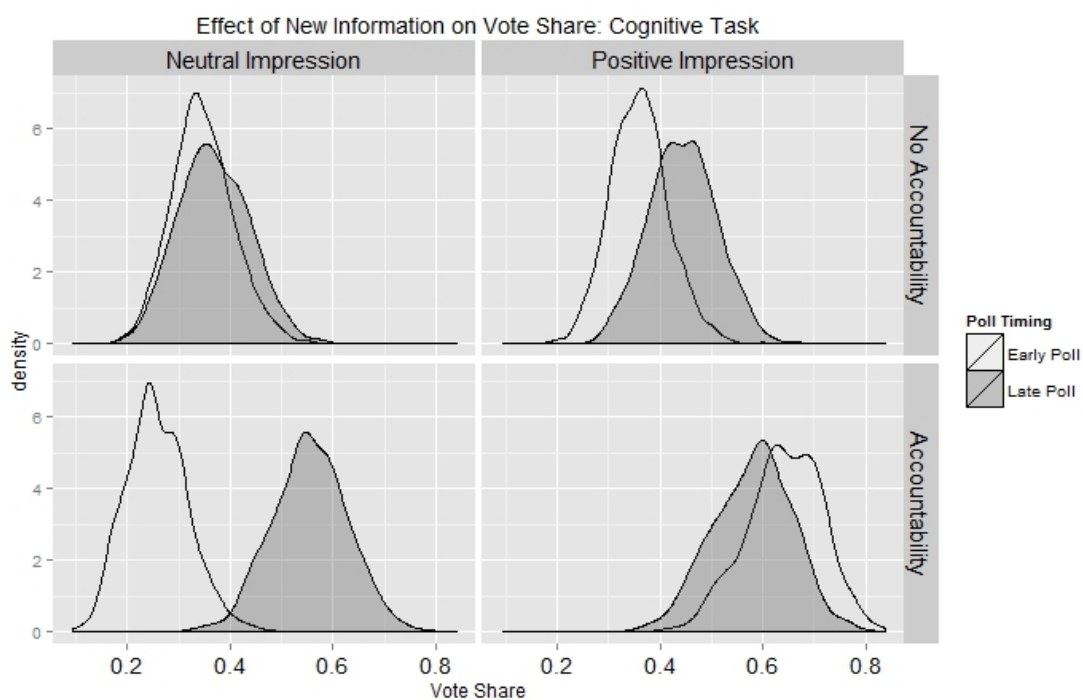 Effect of New Information on Vote Share: Cognitive Task
Neutral Impression
Positive Impression
6
4
2
0
No Accountability
6
4
2
0
Accountability
density
0.2 0.4 0.6 0.8
0.2 0.4 0.6 0.8
Vote Share
Poll Timing
Early Poll
Late Poll